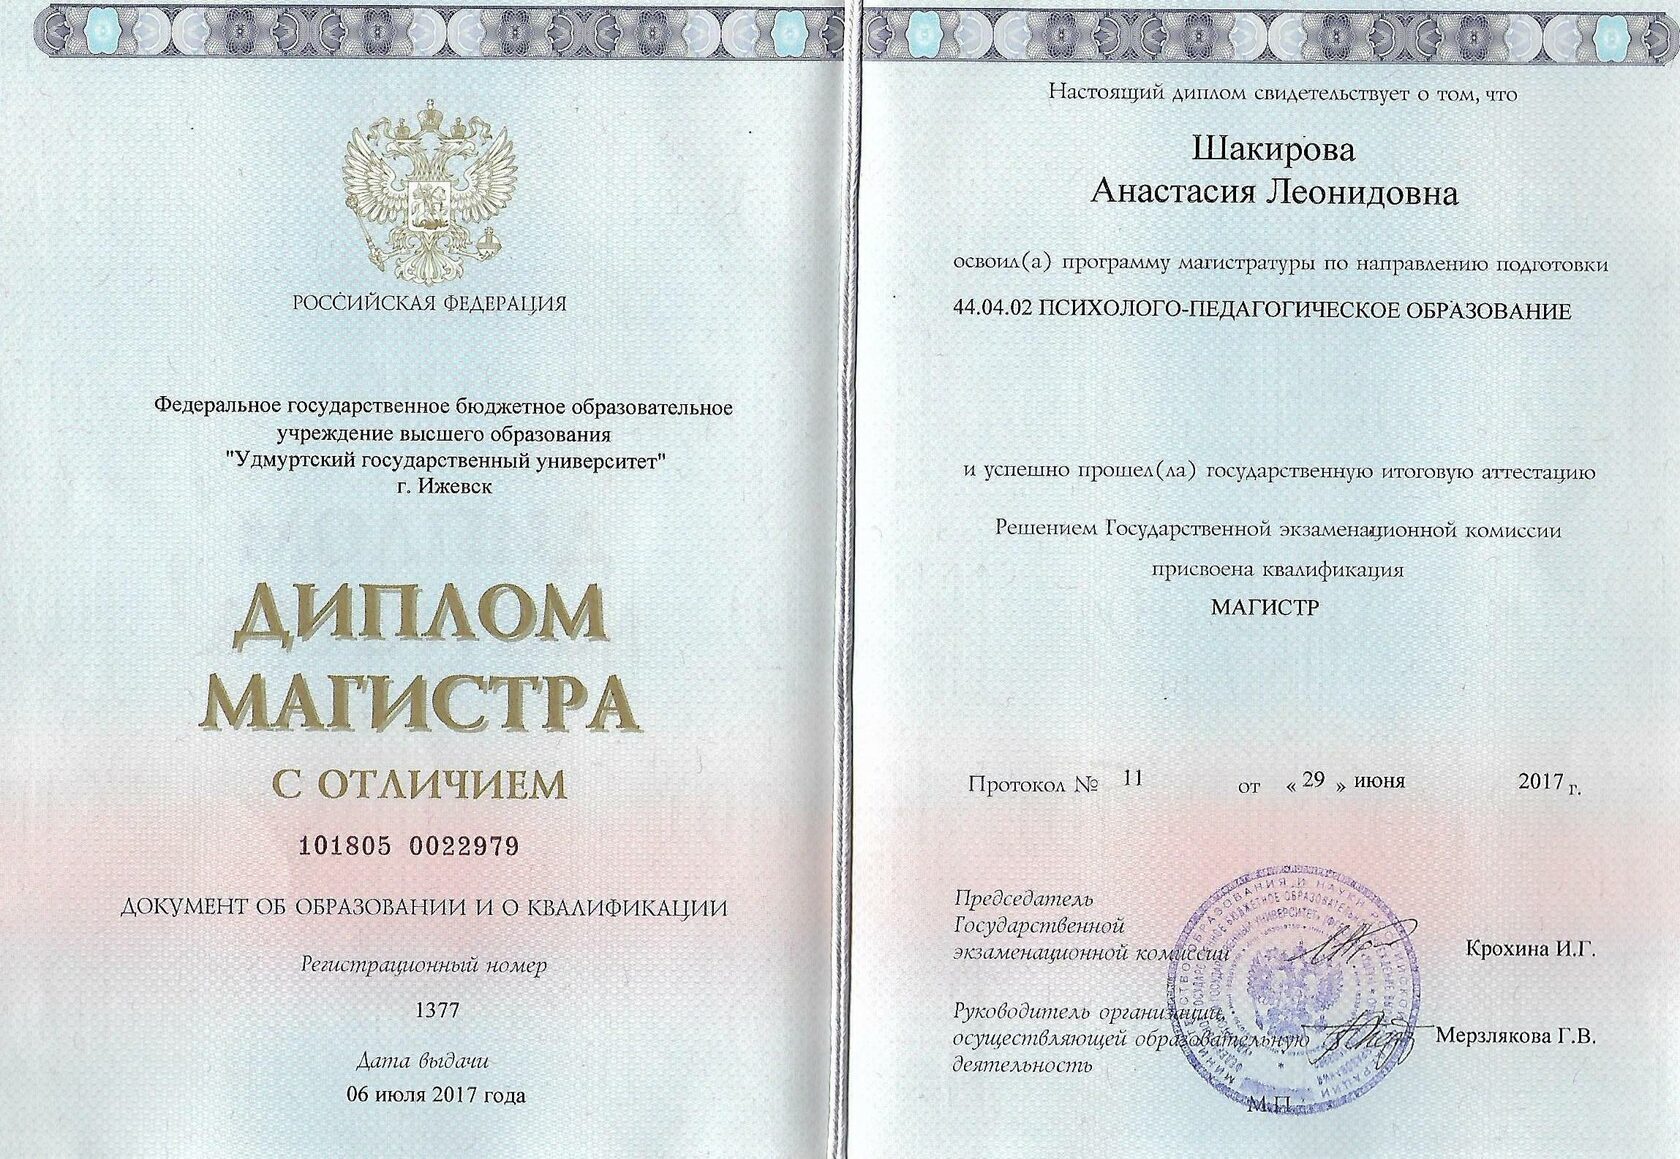 РОССИЙСКАЯ ФЕДЕРАЦИЯ
Федеральное государственное бюджетное образовательное
учреждение высшего образования
"Удмуртский государственный университет"
г. Ижевск
ДИПЛОМ
МАГИСТРА
С ОТЛИЧИЕМ
101805 0022979
ДОКУМЕНТ ОБ ОБРАЗОВАНИИ И О КВАЛИФИКАЦИИ
Регистрационный номер
1377
Дата выдачи
06 июля 2017 года
Настоящий диплом свидетельствует о том, что
Шакирова
Анастасия Леонидовна
освоил(а) программу магистратуры по направлению подготовки
44.04.02 ПСИХОЛОГО-ПЕДАГОГИЧЕСКОЕ ОБРАЗОВАНИЕ
и успешно прошел(ла) государственную итоговую аттестацию
Решением Государственной экзаменационной комиссии
присвоена квалификация
МАГИСТР
Протокол № 11 от « 29 » июня 2017 г.
Председатель
Государственной
экзаменационной комиссии
Крохина И.Г.
Руководитель организации,
осуществляющей образовательную
деятельность
Мерзлякова Г.В.
М.П.